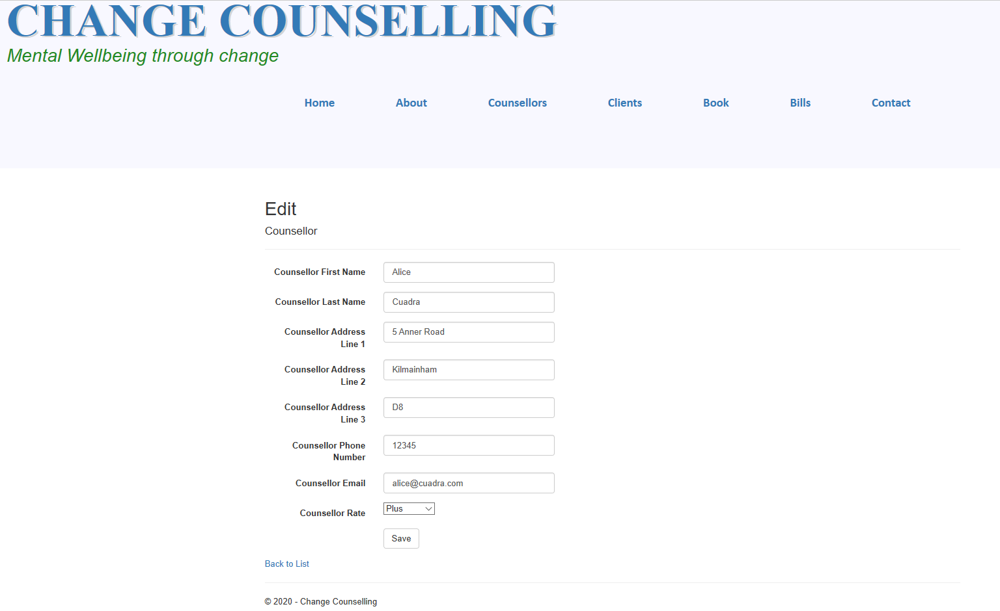 CHANGE COUNSELLING
Mental Wellbeing through change
Home About Counsellors Clients Book Bills Contact
Edit
Counsellor
Counsellor First Name Alice
Counsellor Last Name Cuadra
Counsellor Address 5 Anner Road
Line 1
Counsellor Address Kilmainham
Line 2
Counsellor Address D8
Line 3
Counsellor Phone 12345
Number
Counsellor Email alice@cuadra.com
Counsellor Rate Plus
Save
Back to List
© 2020 - Change Counselling